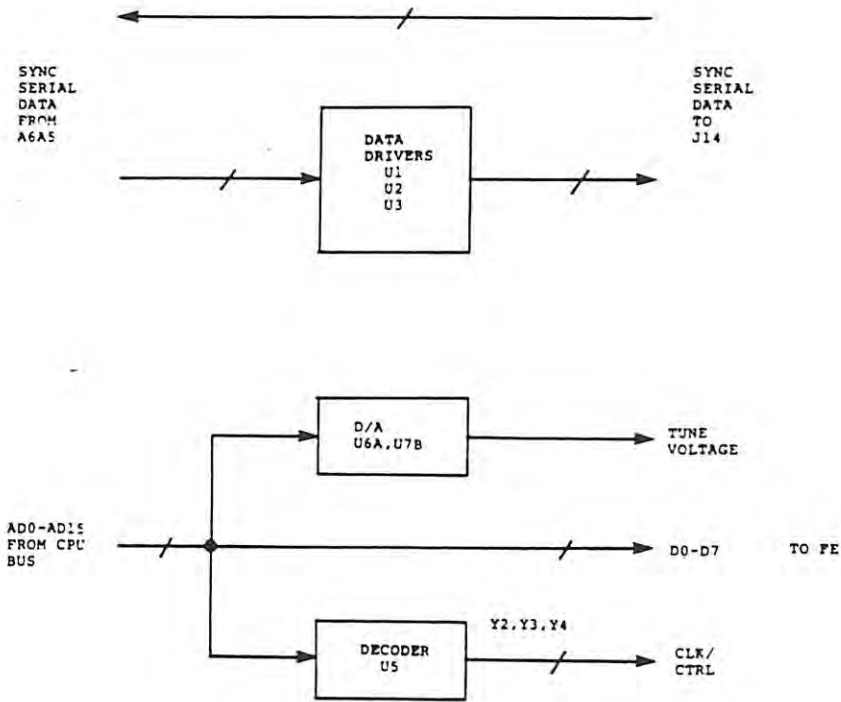 SYNC
SERIAL
DATA
FROM
A6A5
SYNC
SERIAL
DATA
TO
J14
DATA
DRIVERS
U1
U2
U3
D/A
U6A,U7B
TUNE
VOLTAGE
AD0-AD15
FROM CPU
BUS
D0-D7
TO FE
Y2,Y3,Y4
DECODER
U5
CLK/
CTRL